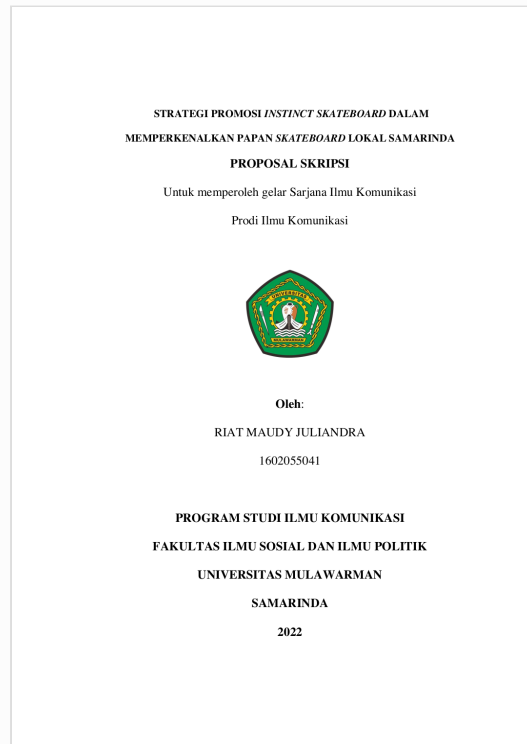 STRATEGI PROMOSI INSTINCT SKATEBOARD DALAM
MEMPERKENALKAN PAPAN SKATEBOARD LOKAL SAMARINDA
PROPOSAL SKRIPSI
Untuk memperoleh gelar Sarjana Ilmu Komunikasi
Prodi Ilmu Komunikasi
UNIVERSITAS
MULAWARMAN
Oleh:
RIAT MAUDY JULIANDRA
1602055041
PROGRAM STUDI ILMU KOMUNIKASI
FAKULTAS ILMU SOSIAL DAN ILMU POLITIK
UNIVERSITAS MULAWARMAN
SAMARINDA
2022